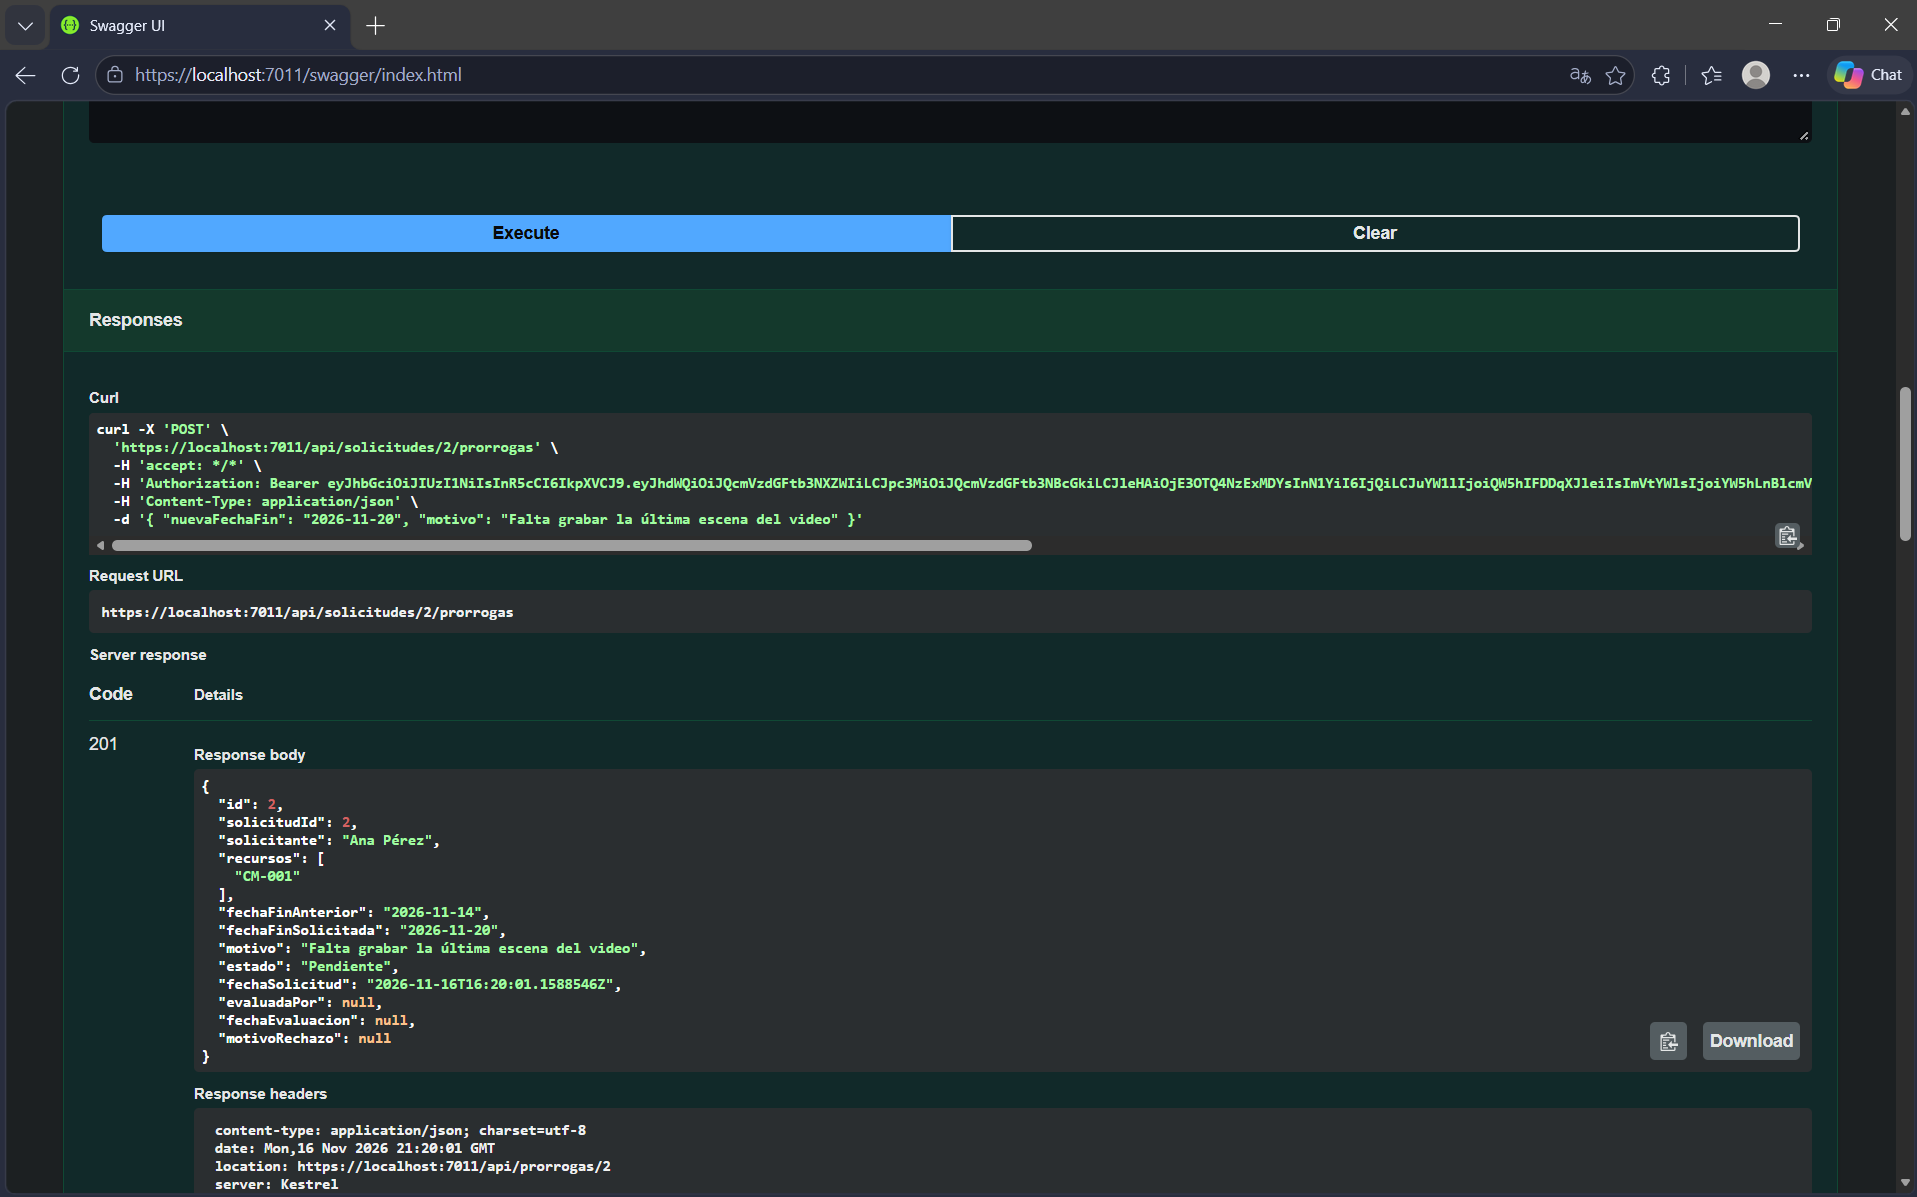 Swagger UI
https://localhost:7011/swagger/index.html
Chat
Execute
Clear
Responses
Curl
curl -X 'POST' \
'https://localhost:7011/api/solicitudes/2/prorrogas' \
-H 'accept: */*' \
-H 'Authorization: Bearer eyJhbGciOiJIUzI1NiIsInR5cCI6IkpXVCJ9.eyJhdWQiOiJQcmVzdGFtb3NXZWIiLCJpc3MiOiJQcmVzdGFtb3NBcGkiLCJleHAiOjE3OTQ4NzExMDYsInN1YiI6IjQiLCJuYW1lIjoiQW5hIFDDqXJleiIsImVtYWlsIjoiYW5hLnBlcmV
-H 'Content-Type: application/json' \
-d '{ "nuevaFechaFin": "2026-11-20", "motivo": "Falta grabar la última escena del video" }'
Request URL
https://localhost:7011/api/solicitudes/2/prorrogas
Server response
Code Details
201
Response body
{
"id": 2,
"solicitudId": 2,
"solicitante": "Ana Pérez",
"recursos": [
"CM-001"
],
"fechaFinAnterior": "2026-11-14",
"fechaFinSolicitada": "2026-11-20",
"motivo": "Falta grabar la última escena del video",
"estado": "Pendiente",
"fechaSolicitud": "2026-11-16T16:20:01.1588546Z",
"evaluadaPor": null,
"fechaEvaluacion": null,
"motivoRechazo": null
}
Download
Response headers
content-type: application/json; charset=utf-8
date: Mon,16 Nov 2026 21:20:01 GMT
location: https://localhost:7011/api/prorrogas/2
server: Kestrel